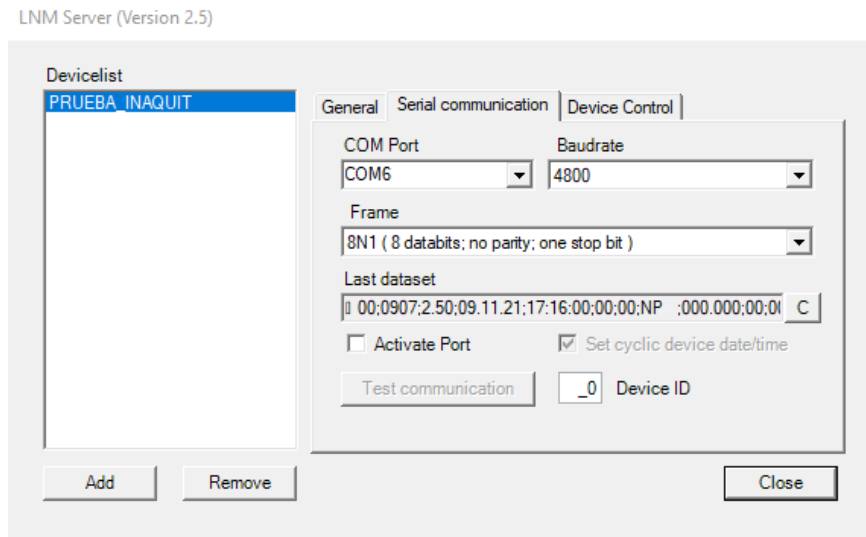 LNM Server (Version 2.5)
Devicelist
PRUEBA_INAQUIT
General Serial communication Device Control
COM Port Baudrate
COM6 4800
Frame
8N1 ( 8 databits; no parity; one stop bit )
Last dataset
00;0907;2.50;09.11.21;17:16:00;00;00;NP ;000.000;00;0 C
Activate Port Set cyclic device date/time
Test communication _0 Device ID
Add Remove Close